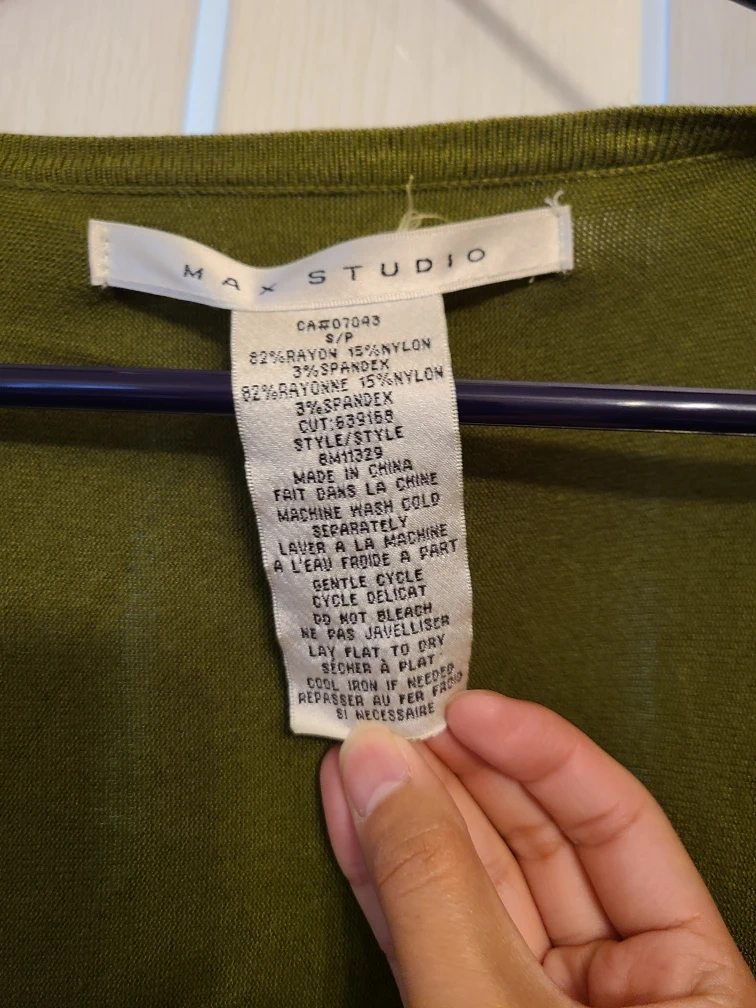 MAX STUDIO
CA#07043
S/P
82%RAYON 15%NYLON
3%SPANDEX
82%RAYONNE 15%NYLON
3%SPANDEX
CUT:639168
STYLE/STYLE
8M11329
MADE IN CHINA
FAIT DANS LA CHINE
MACHINE WASH COLD
SEPARATELY
LAVER A LA MACHINE
A L'EAU FROIDE A PART
GENTLE CYCLE
CYCLE DELICAT
DO NOT BLEACH
NE PAS JAVELLISER
LAY FLAT TO DRY
SECHER À PLAT
COOL IRON IF NEEDED
REPASSER AU FER FROID
SI NECESSAIRE